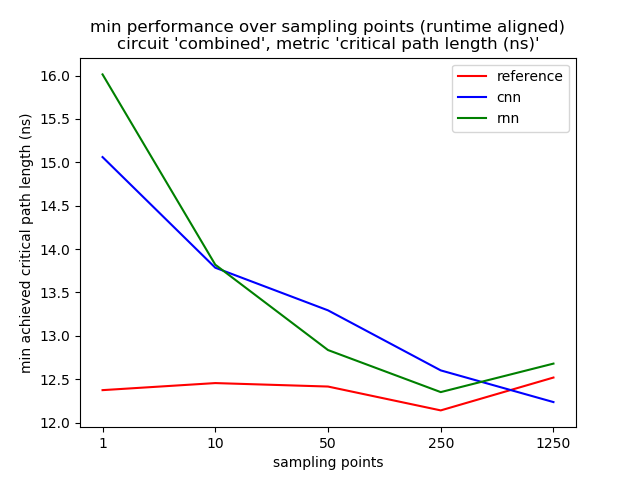 min performance over sampling points (runtime aligned)
circuit 'combined', metric 'critical path length (ns)'
reference
cnn
rnn
min achieved critical path length (ns)
16.0
15.5
15.0
14.5
14.0
13.5
13.0
12.5
12.0
1
10
50
250
1250
sampling points